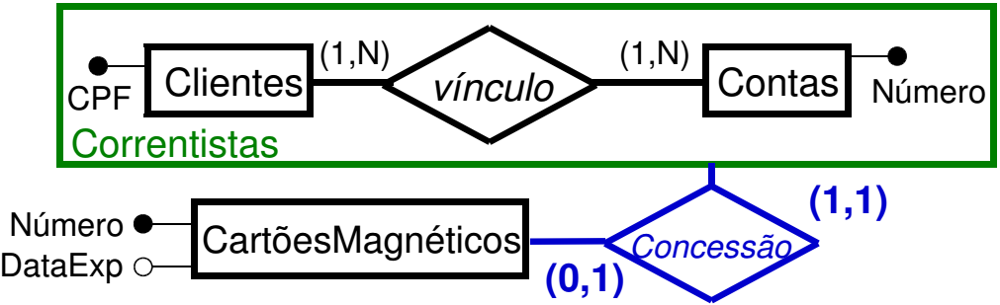 (1,N)
(1,N)
Clientes
vínculo
Contas
CPF
Número
Correntistas
(1,1)
Número
CartõesMagnéticos
Concessão
DataExp
(0,1)